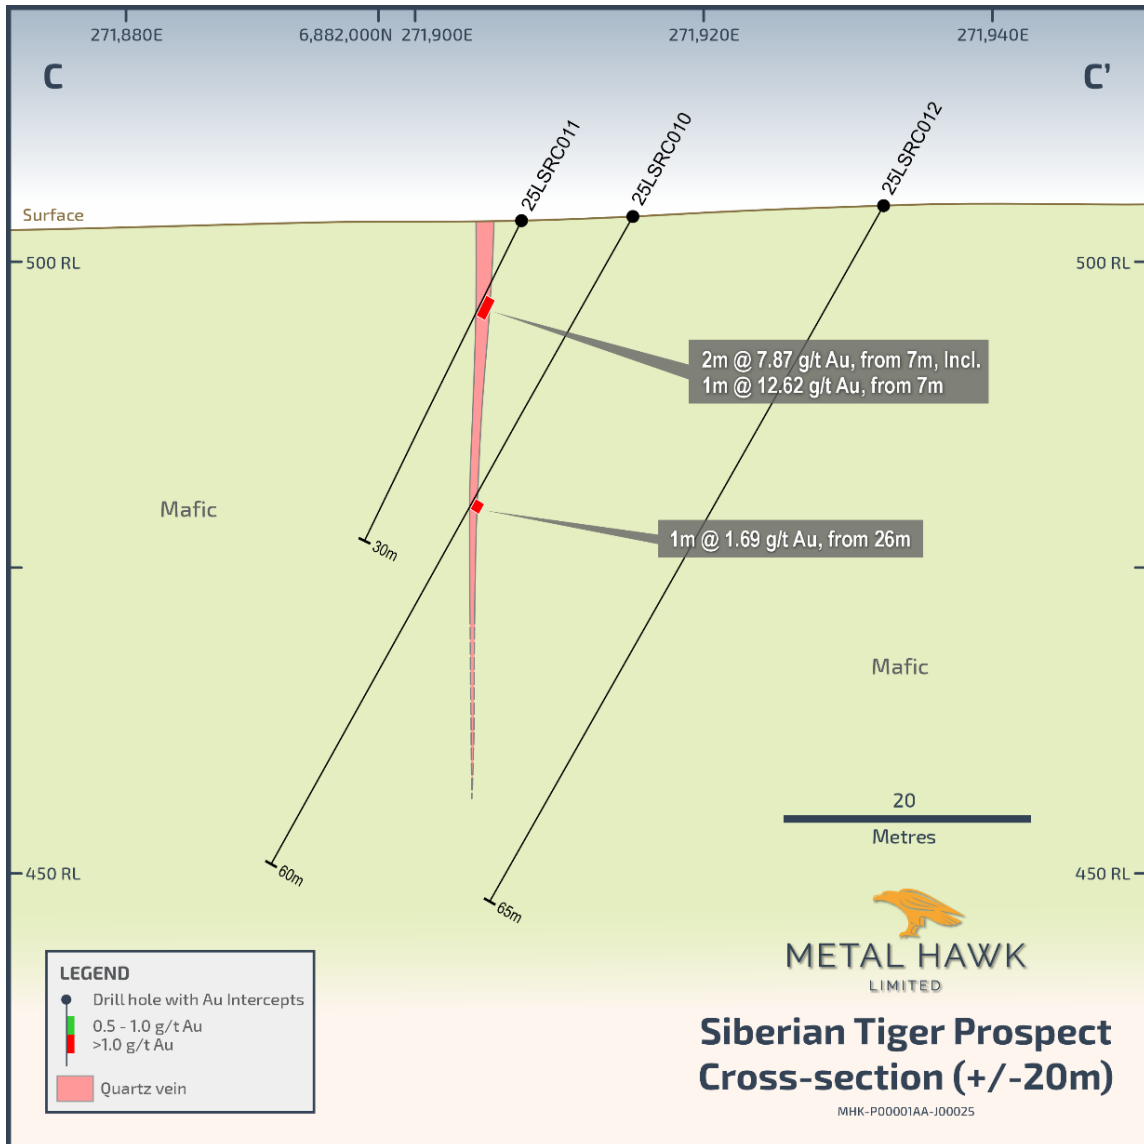 271,880E
6,882,000N
271,900E
271,920E
271,940E
C
C'
25LSRC011
25LSRC010
25LSRC012
Surface
500 RL
500 RL
2m @ 7.87 g/t Au, from 7m, Incl.
1m @ 12.62 g/t Au, from 7m
Mafic
1m @ 1.69 g/t Au, from 26m
30m
Mafic
20
Metres
60m
65m
450 RL
450 RL
METAL HAWK
LIMITED
LEGEND
Drill hole with Au Intercepts
0.5 - 1.0 g/t Au
>1.0 g/t Au
Quartz vein
Siberian Tiger Prospect
Cross-section (+/-20m)
MHK-P00001AA-J00025